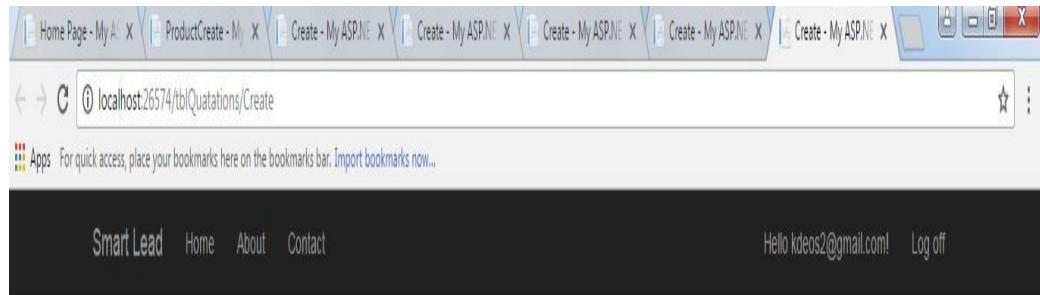 Home Page - My A X ProductCreate - My X Create - My ASP.NE X Create - My ASP.NE X Create - My ASP.NE X Create - My ASP.NE X Create - My ASP.NE X
localhost:26574/tblQuatations/Create
Apps For quick access, place your bookmarks here on the bookmarks bar. Import bookmarks now...
Smart Lead Home About Contact Hello kdeos2@gmail.com! Log off